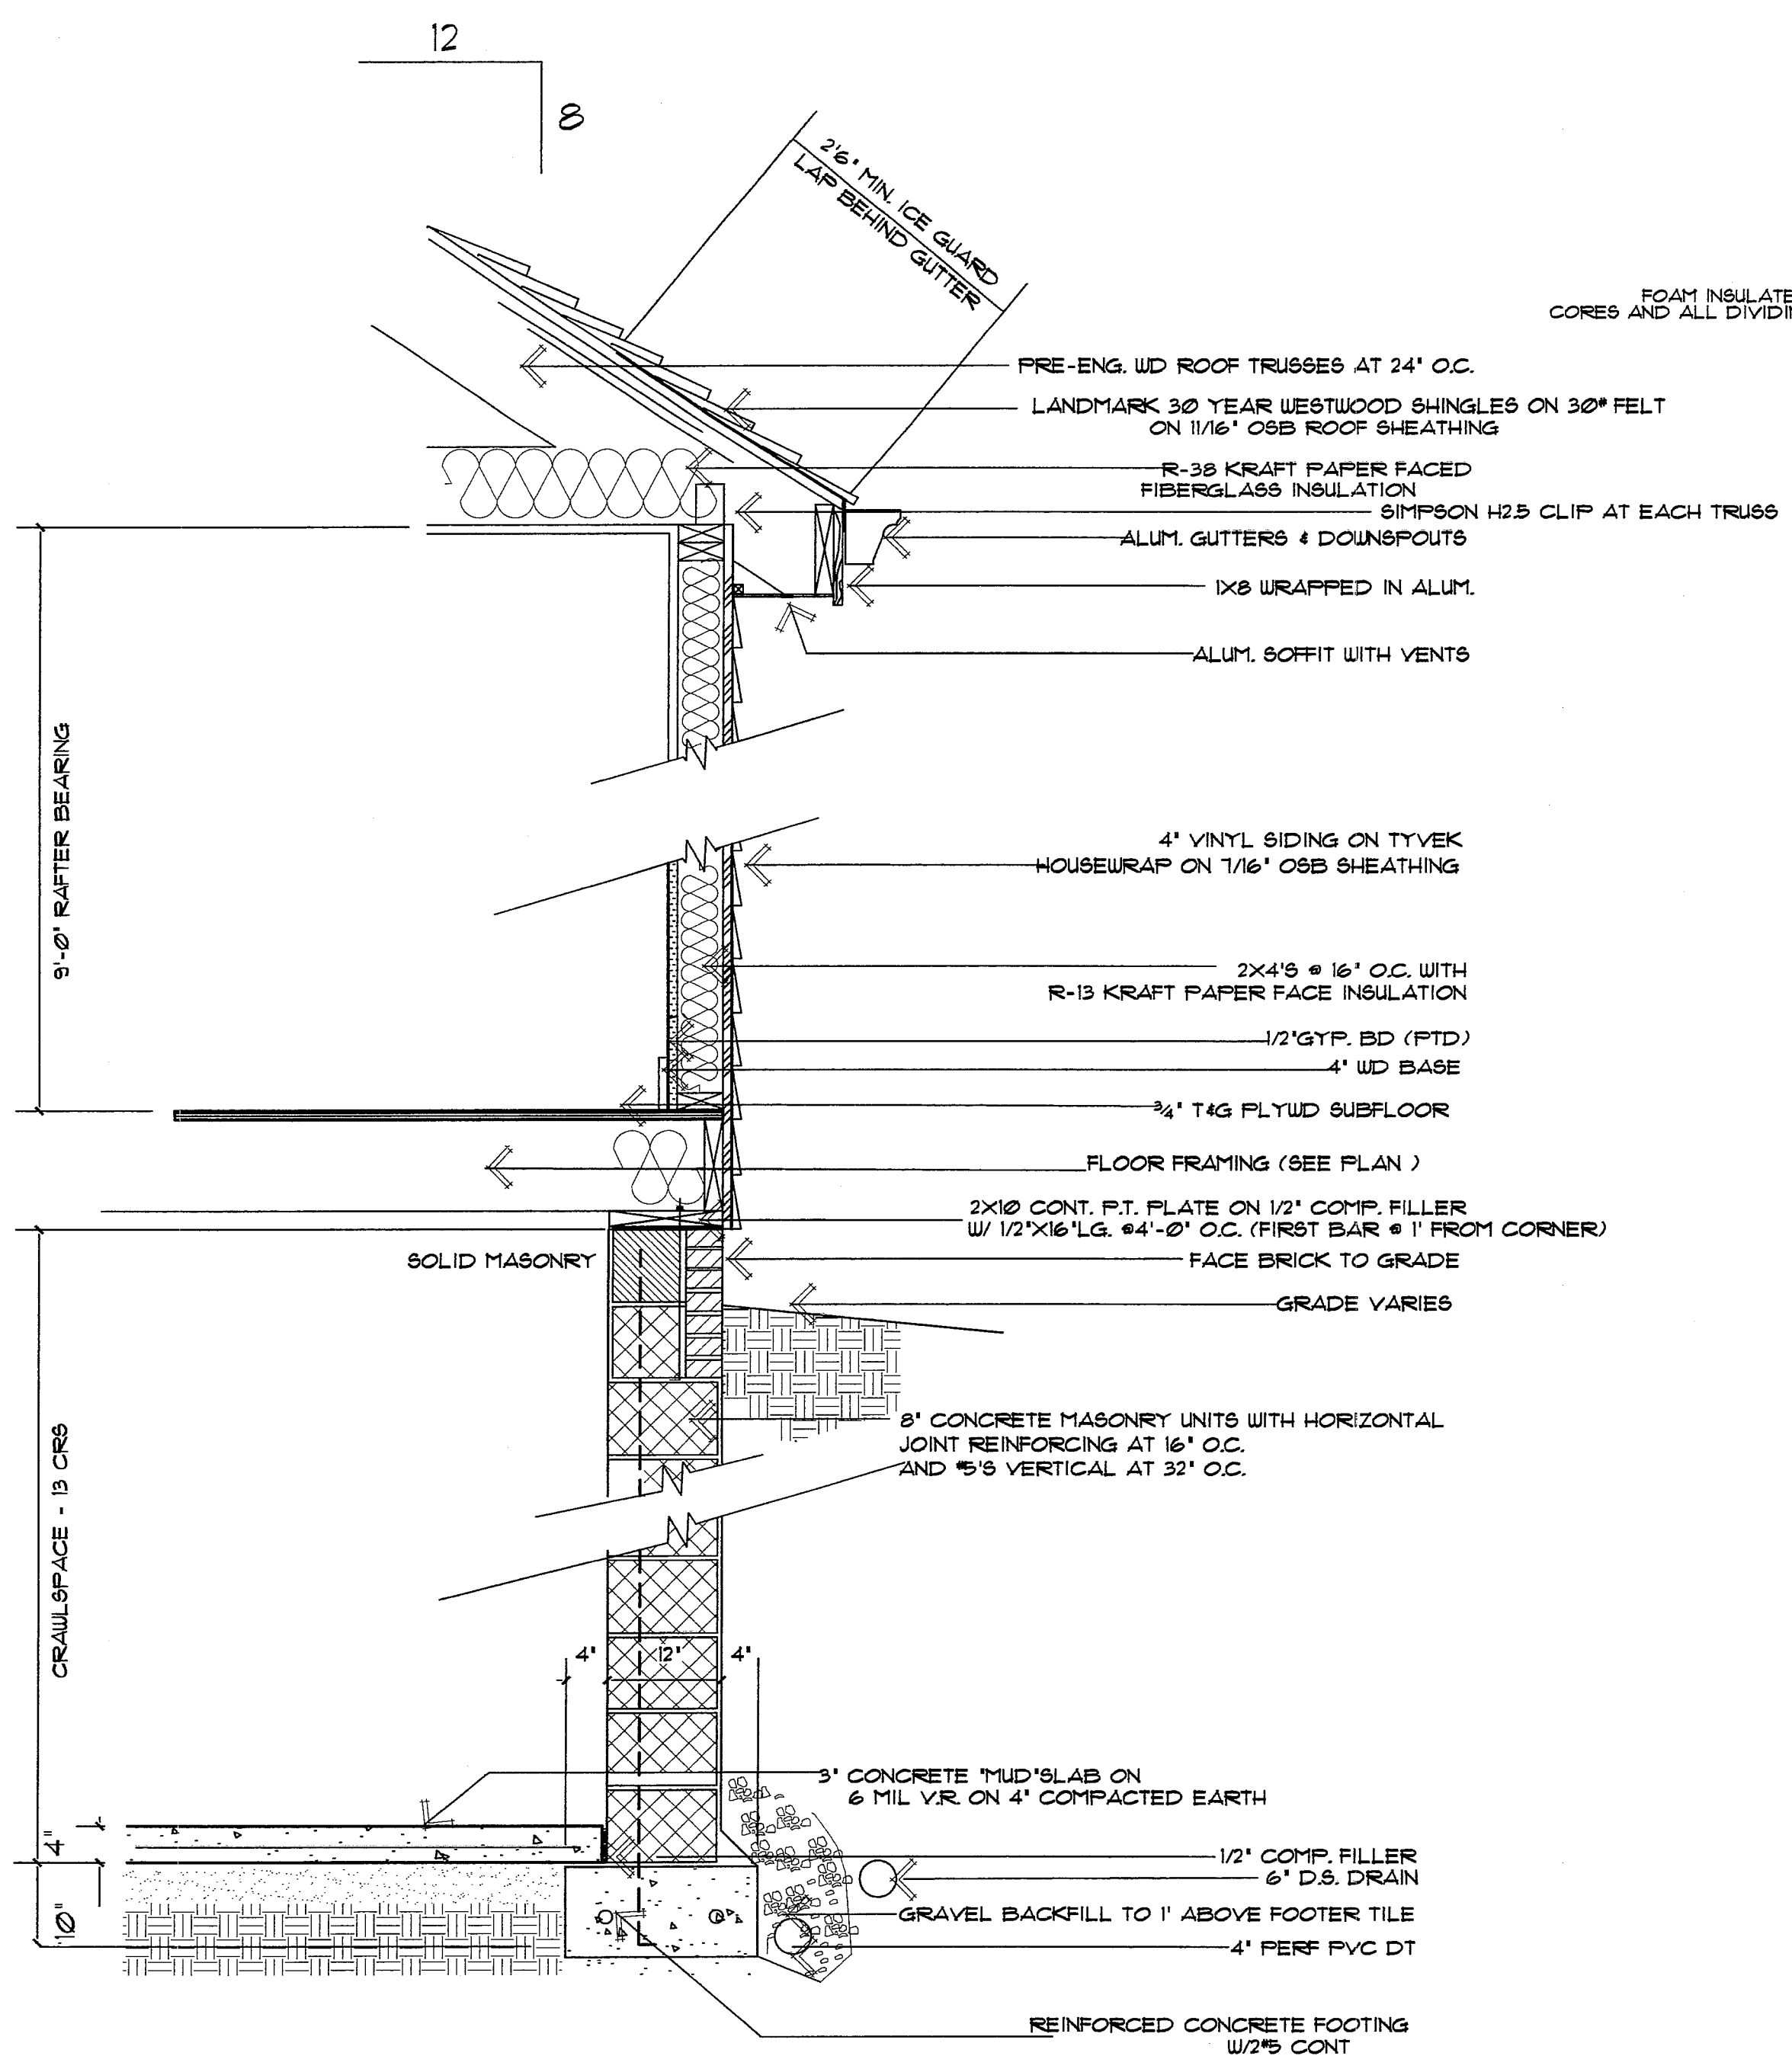 12
8
2'6" MIN. ICE GUARD
LAP BEHIND GUTTER
FOAM INSULATE
CORES AND ALL DIVIDI
PRE-ENG. WD ROOF TRUSSES AT 24" O.C.
LANDMARK 30 YEAR WESTWOOD SHINGLES ON 30# FELT
ON 11/16" OSB ROOF SHEATHING
R-38 KRAFT PAPER FACED
FIBERGLASS INSULATION
SIMPSON H2.5 CLIP AT EACH TRUSS
ALUM. GUTTERS & DOWNSPOUTS
1X8 WRAPPED IN ALUM.
ALUM. SOFFIT WITH VENTS
9'-0" RAFTER BEARING
4" VINYL SIDING ON TYVEK
HOUSEWRAP ON 7/16" OSB SHEATHING
2X4'S @ 16" O.C. WITH
R-13 KRAFT PAPER FACE INSULATION
1/2"GYP. BD (PTD)
4" WD BASE
3/4" T&G PLYWD SUBFLOOR
FLOOR FRAMING (SEE PLAN )
2X10 CONT. P.T. PLATE ON 1/2" COMP. FILLER
W/ 1/2"X16"LG. @4'-0" O.C. (FIRST BAR @ 1' FROM CORNER)
SOLID MASONRY
FACE BRICK TO GRADE
GRADE VARIES
8" CONCRETE MASONRY UNITS WITH HORIZONTAL
JOINT REINFORCING AT 16" O.C.
AND #5'S VERTICAL AT 32" O.C.
CRAWLSPACE - 13 CRS
4" 12" 4"
3" CONCRETE "MUD"SLAB ON
6 MIL V.R. ON 4" COMPACTED EARTH
4"
1/2" COMP. FILLER
6" D.S. DRAIN
10"
GRAVEL BACKFILL TO 1' ABOVE FOOTER TILE
4" PERF PVC DT
REINFORCED CONCRETE FOOTING
W/2#5 CONT